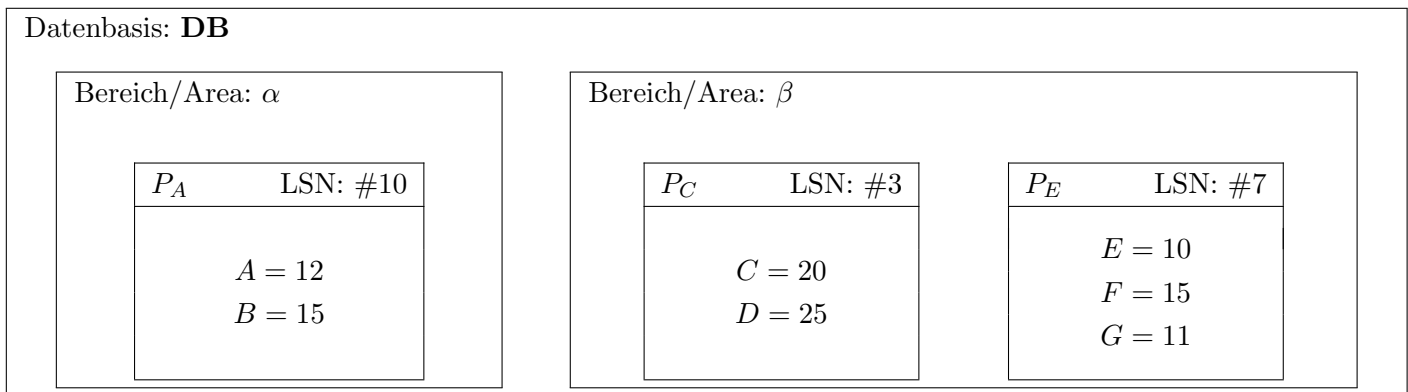 Datenbasis: DB
Bereich/Area: α
Bereich/Area: β
P_A LSN: #10
P_C LSN: #3
P_E LSN: #7
A = 12
B = 15
C = 20
D = 25
E = 10
F = 15
G = 11